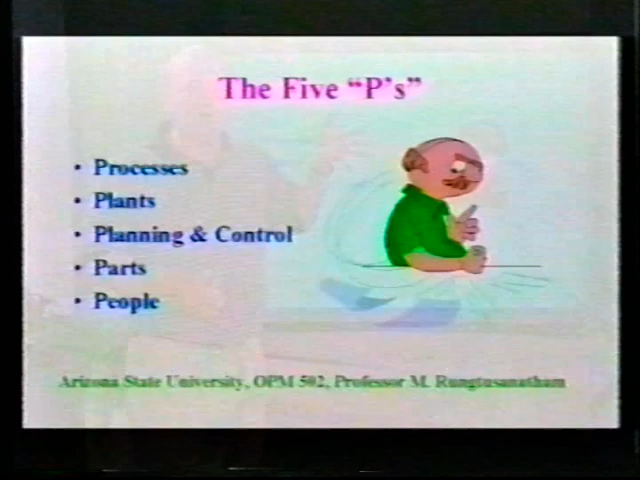 The Five “P’s”
• Processes
• Plants
• Planning & Control
• Parts
• People
Arizona State University, OPM 502, Professor M. Rungtusanatham